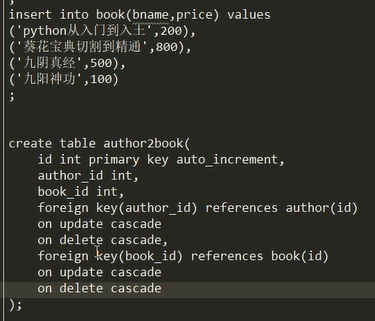 ;
insert into book(bname,price) values
('python从入门到入土',200),
('葵花宝典切割到精通',800),
('九阴真经',500),
('九阳神功',100)
;
create table author2book(
id int primary key auto_increment,
author_id int,
book_id int,
foreign key(author_id) references author(id)
on update cascade
on delete cascade,
foreign key(book_id) references book(id)
on update cascade
on delete cascade
);